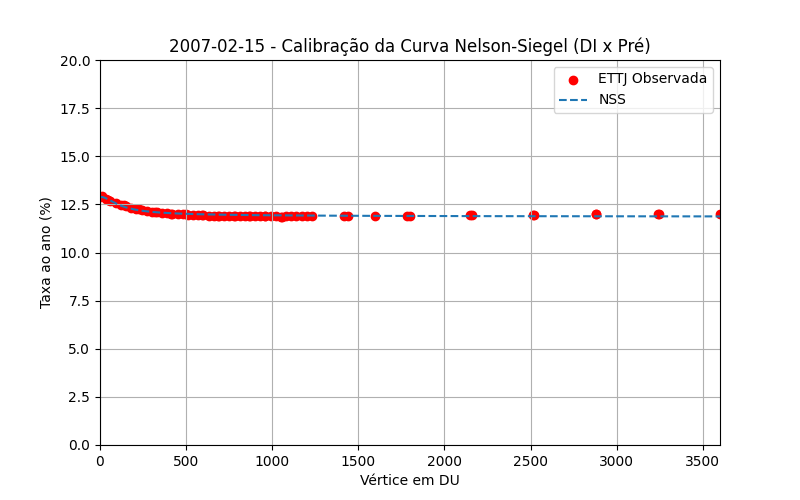 2007-02-15 - Calibração da Curva Nelson-Siegel (DI x Pré)
ETTJ Observada
NSS
Taxa ao ano (%)
20.0
17.5
15.0
12.5
10.0
7.5
5.0
2.5
0.0
0 500 1000 1500 2000 2500 3000 3500
Vértice em DU